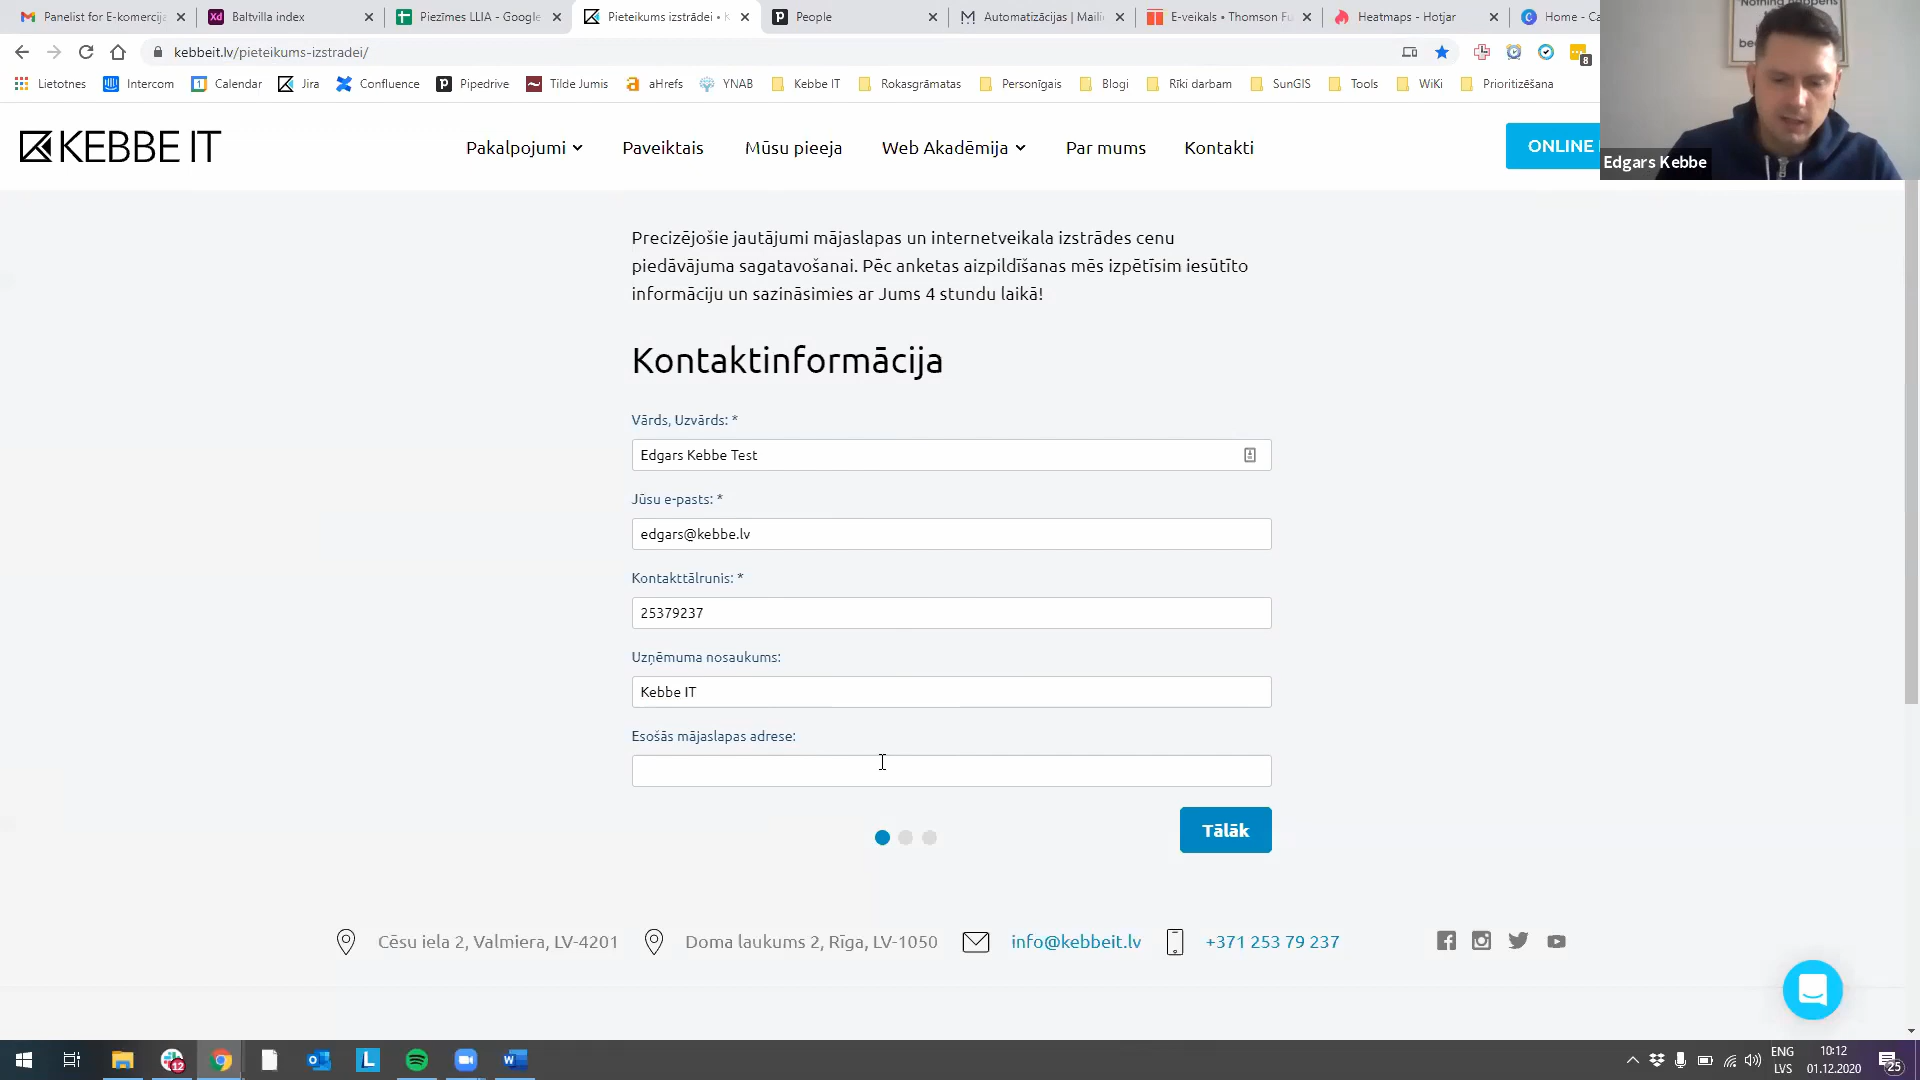 Panelist for E-komercij
Baltvilla index
Piezīmes LLIA - Google
Pieteikums izstrādei • K
People
Automatizācijas | Maili
E-veikals • Thomson Fu
Heatmaps - Hotjar
Home - Ca
kebbeit.lv/pieteikums-izstradei/
8
Lietotnes
Intercom
Calendar
Jira
Confluence
Pipedrive
Tilde Jumis
aHrefs
YNAB
Kebbe IT
Rokasgrāmatas
Personīgais
Blogi
Rīki darbam
SunGIS
Tools
WiKi
Prioritizēšana
Nothing happens
Edgars Kebbe
KEBBE IT
Pakalpojumi
Paveiktais
Mūsu pieeja
Web Akadēmija
Par mums
Kontakti
ONLINE
Precizējošie jautājumi mājaslapas un internetveikala izstrādes cenu
piedāvājuma sagatavošanai. Pēc anketas aizpildīšanas mēs izpētīsim iesūtīto
informāciju un sazināsimies ar Jums 4 stundu laikā!
Kontaktinformācija
Vārds, Uzvārds: *
Edgars Kebbe Test
Jūsu e-pasts: *
edgars@kebbe.lv
Kontakttālrunis: *
25379237
Uzņēmuma nosaukums:
Kebbe IT
Esošās mājaslapas adrese:
Tālāk
Cēsu iela 2, Valmiera, LV-4201
Doma laukums 2, Rīga, LV-1050
info@kebbeit.lv
+371 253 79 237
12
ENG
LVS
10:12
01.12.2020
25